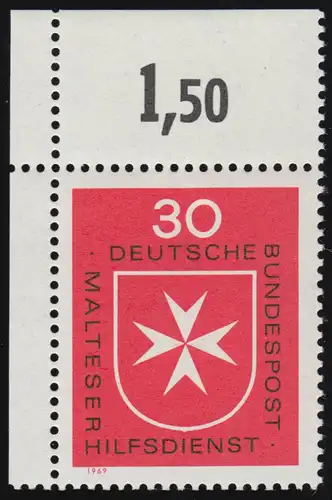 1,50
30
DEUTSCHE
BUNDESPOST
· MALTESER
HILFSDIENST ·
1969